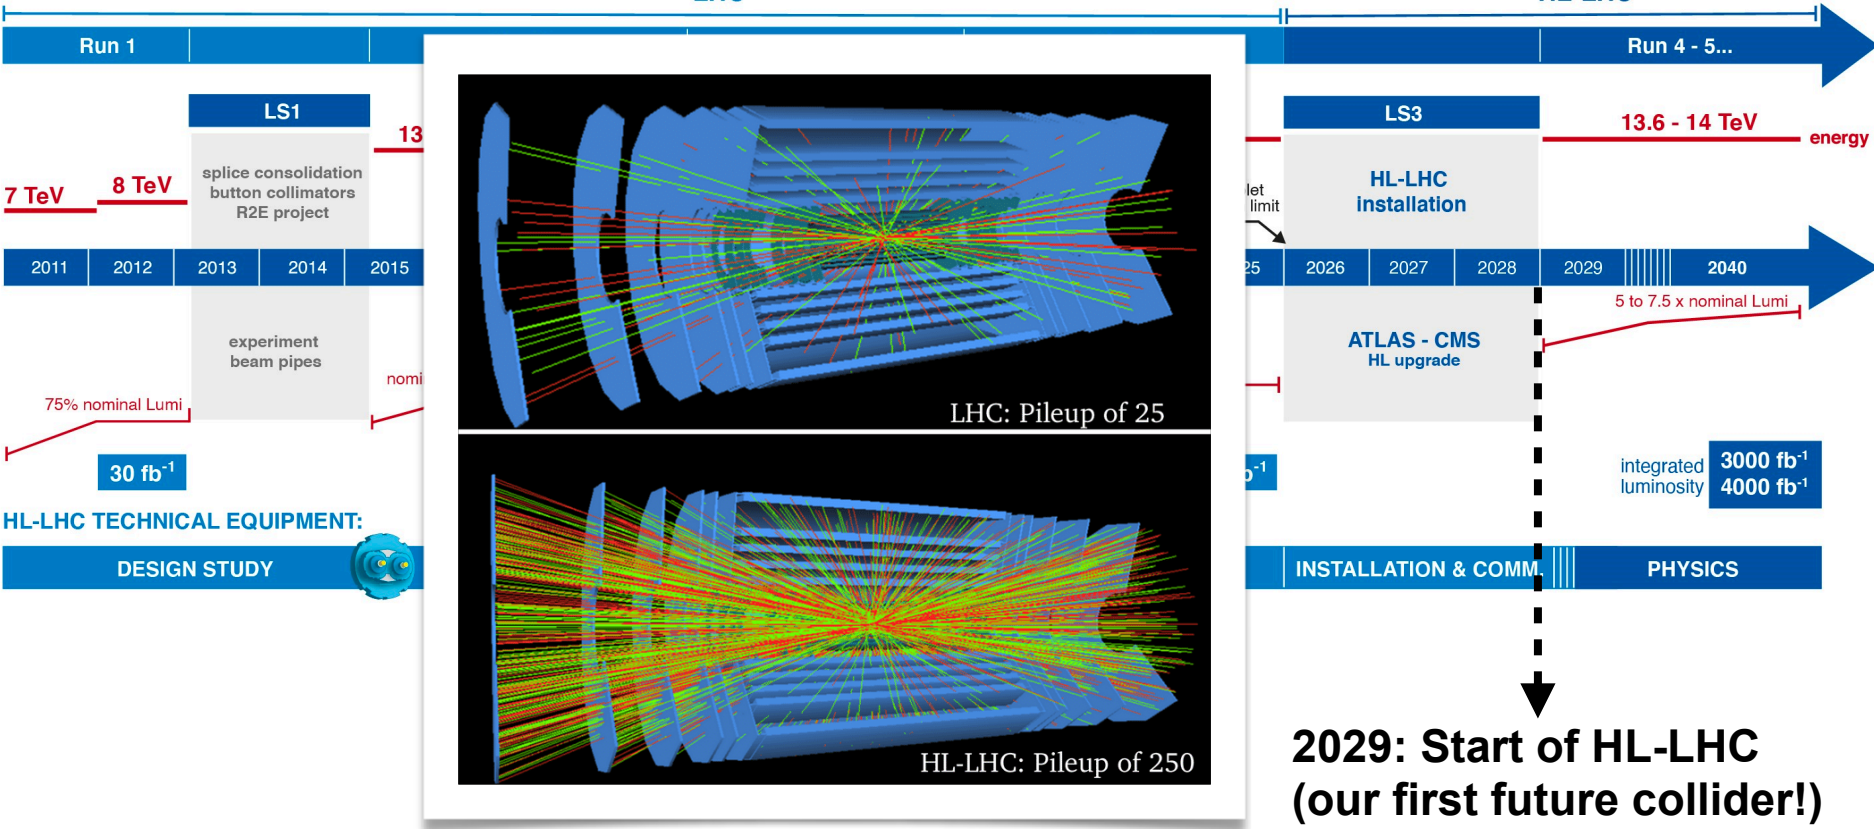 Run 1
Run 4 - 5...
LS1
LS3
13
13.6 - 14 TeV
energy
7 TeV
8 TeV
splice consolidation
button collimators
R2E project
HL-LHC
installation
let
limit
2011 2012 2013 2014 2015 25 2026 2027 2028 2029 2040
5 to 7.5 x nominal Lumi
experiment
beam pipes
ATLAS - CMS
HL upgrade
nomi
75% nominal Lumi
LHC: Pileup of 25
30 fb⁻¹
b⁻¹
integrated
luminosity
3000 fb⁻¹
4000 fb⁻¹
HL-LHC TECHNICAL EQUIPMENT:
DESIGN STUDY
INSTALLATION & COMM.
PHYSICS
HL-LHC: Pileup of 250
2029: Start of HL-LHC
(our first future collider!)